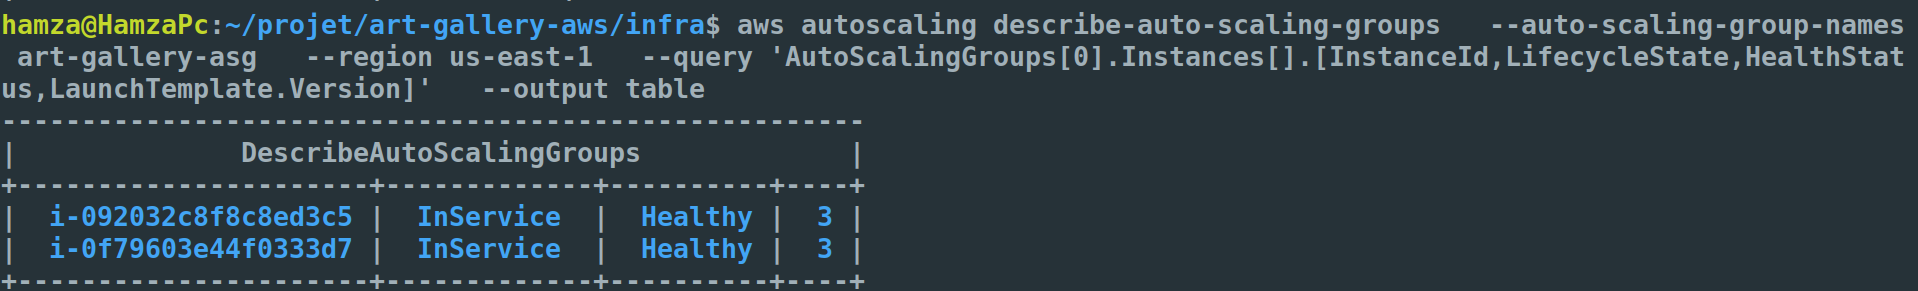 hamza@HamzaPc:~/projet/art-gallery-aws/infra$ aws autoscaling describe-auto-scaling-groups   --auto-scaling-group-names
 art-gallery-asg   --region us-east-1   --query 'AutoScalingGroups[0].Instances[].[InstanceId,LifecycleState,HealthStat
us,LaunchTemplate.Version]'   --output table
------------------------------------------------------
|              DescribeAutoScalingGroups             |
+----------------------+-------------+----------+----+
|  i-092032c8f8c8ed3c5 |  InService  |  Healthy |  3 |
|  i-0f79603e44f0333d7 |  InService  |  Healthy |  3 |
+----------------------+-------------+----------+----+